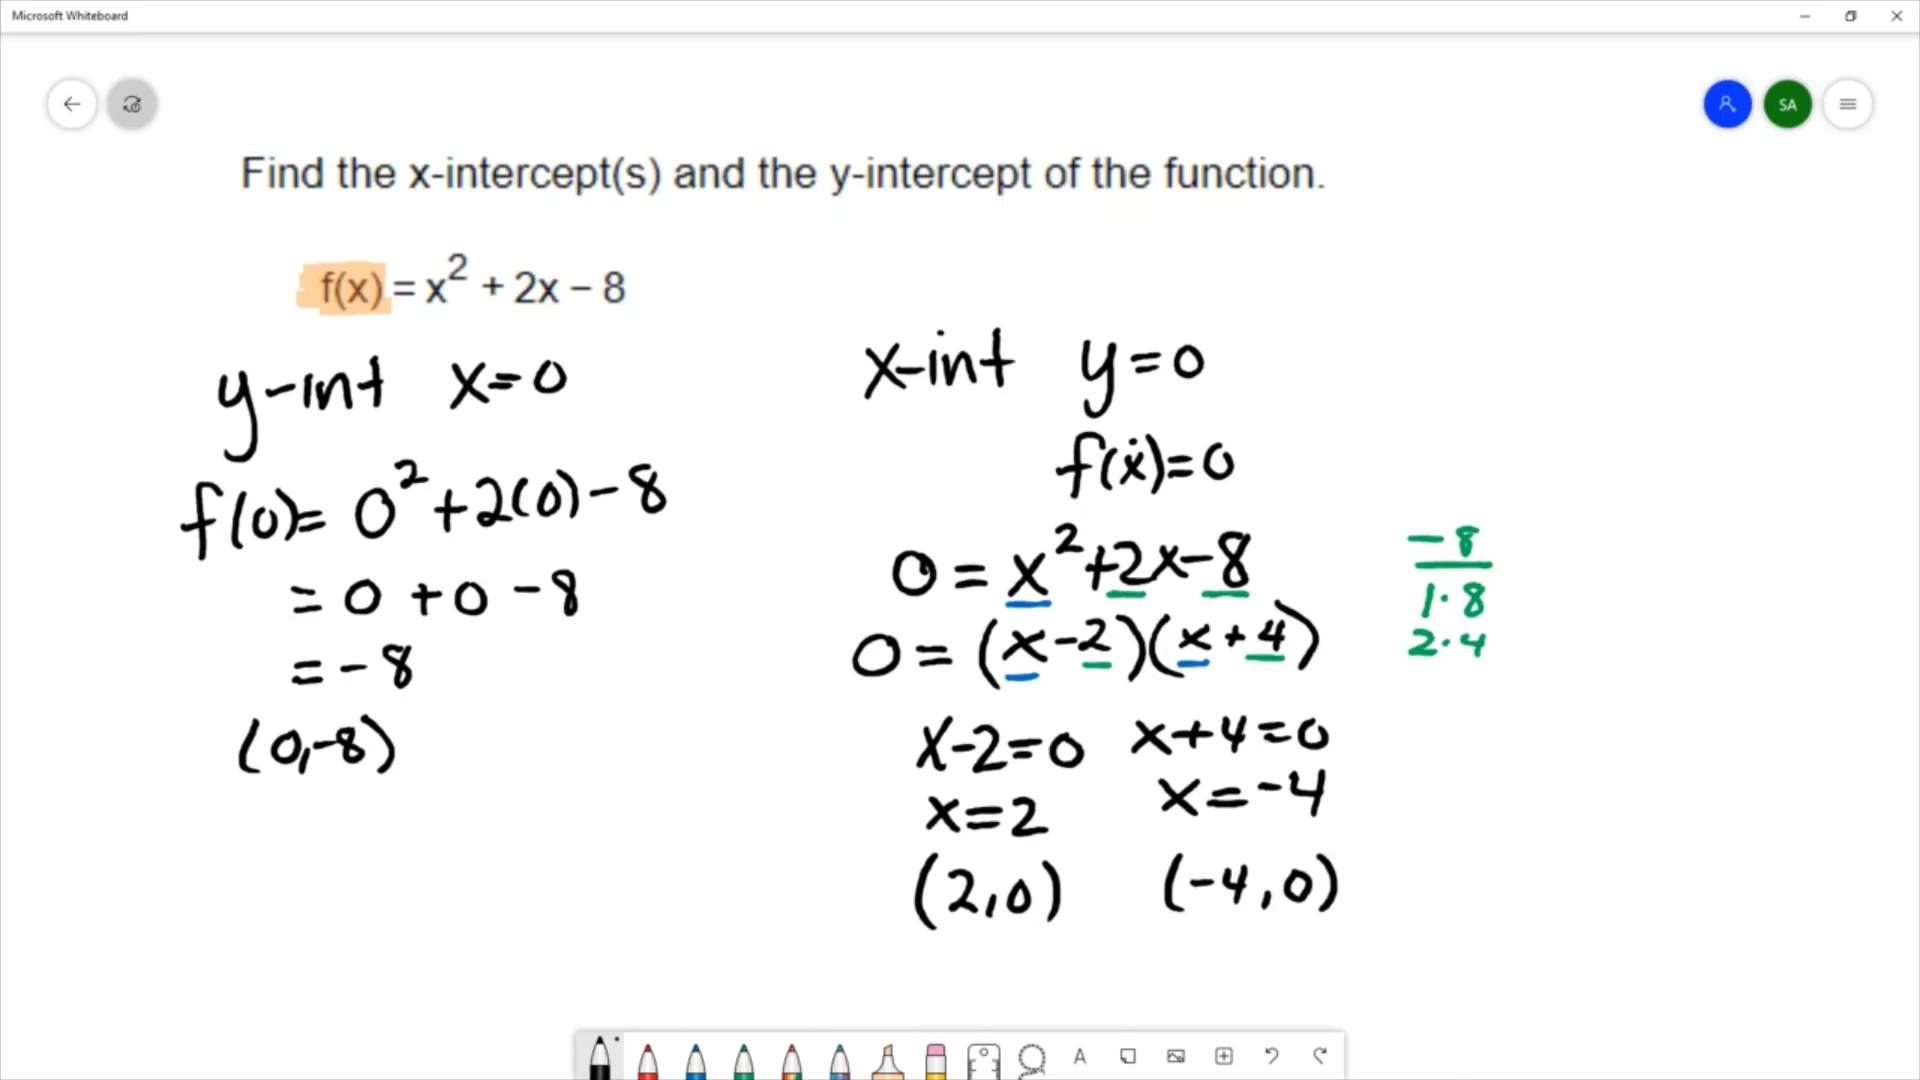 Microsoft Whiteboard
SA
Find the x-intercept(s) and the y-intercept of the function.
f(x) = x² + 2x − 8
y-int x=0
f(0)= 0² +2(0)-8
= 0 +0 -8
= -8
(0,-8)
x-int y=0
f(x)=0
0 = x²+2x-8
0 = (x-2)(x+4)
x-2=0 x+4=0
x=2 x=-4
(2,0) (-4,0)
-8
1·8
2·4
A